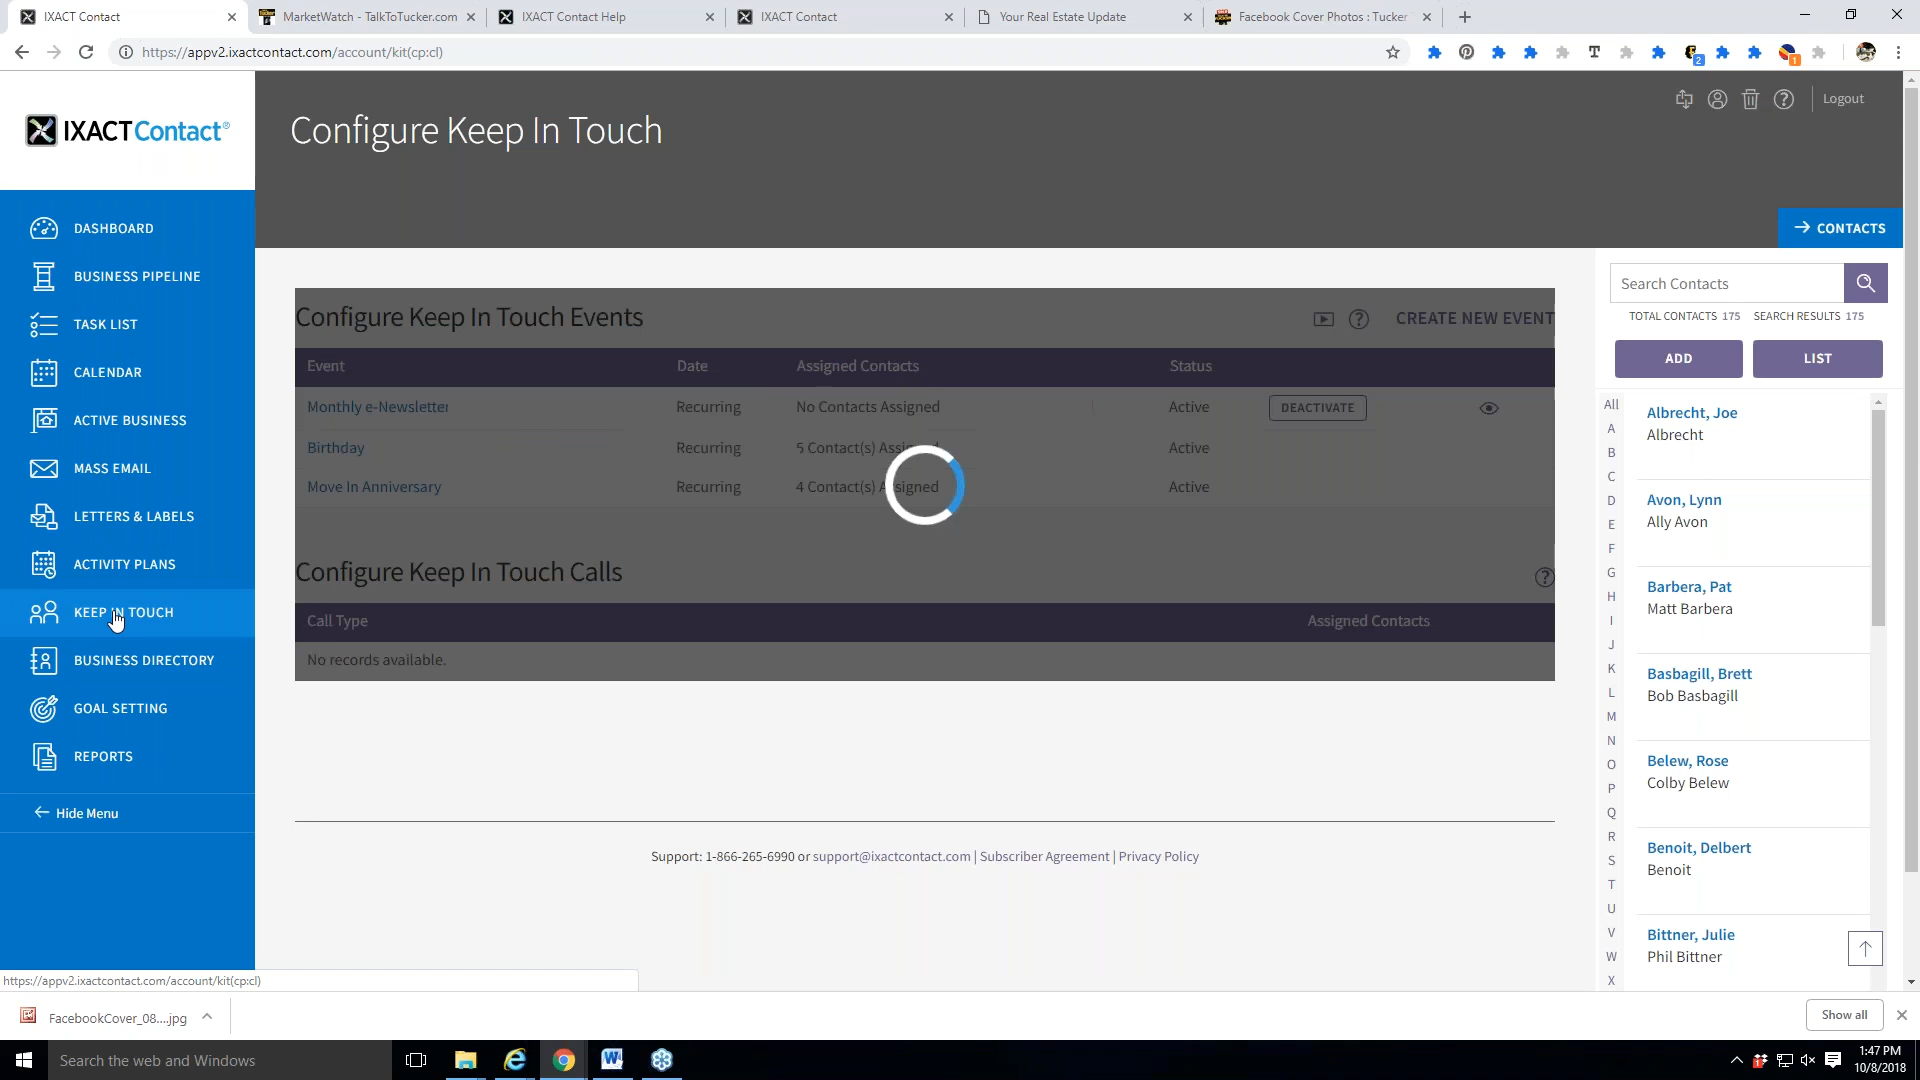 IXACT Contact
MarketWatch - TalkToTucker.com
IXACT Contact Help
IXACT Contact
Your Real Estate Update
Facebook Cover Photos : Tucker
https://appv2.ixactcontact.com/account/kit(cp:cl)
T
2
1
IXACTContact®
Configure Keep In Touch
Logout
CONTACTS
DASHBOARD
BUSINESS PIPELINE
TASK LIST
CALENDAR
ACTIVE BUSINESS
MASS EMAIL
LETTERS & LABELS
ACTIVITY PLANS
KEEP IN TOUCH
BUSINESS DIRECTORY
GOAL SETTING
REPORTS
Hide Menu
Configure Keep In Touch Events
CREATE NEW EVENT
Event Date Assigned Contacts Status
Monthly e-Newsletter Recurring No Contacts Assigned Active DEACTIVATE
Birthday Recurring 5 Contact(s) Active
Move In Anniversary Recurring 4 Contact(s) Active
Configure Keep In Touch Calls
Call Type Assigned Contacts
No records available.
Support: 1-866-265-6990 or support@ixactcontact.com | Subscriber Agreement | Privacy Policy
Search Contacts
TOTAL CONTACTS 175 SEARCH RESULTS 175
ADD LIST
All
A
B
C
D
E
F
G
H
I
J
K
L
M
N
O
P
Q
R
S
T
U
V
W
X
Albrecht, Joe
Albrecht
Avon, Lynn
Ally Avon
Barbera, Pat
Matt Barbera
Basbagill, Brett
Bob Basbagill
Belew, Rose
Colby Belew
Benoit, Delbert
Benoit
Bittner, Julie
Phil Bittner
https://appv2.ixactcontact.com/account/kit(cp:cl)
FacebookCover_08....jpg
Show all
Search the web and Windows
1:47 PM
10/8/2018